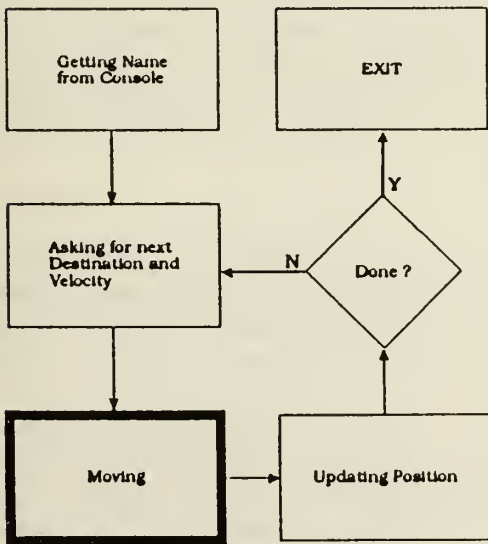 Getting Name
from Console
EXIT
Y
Asking for next
Destination and
Velocity
N
Done ?
Moving
Updating Position